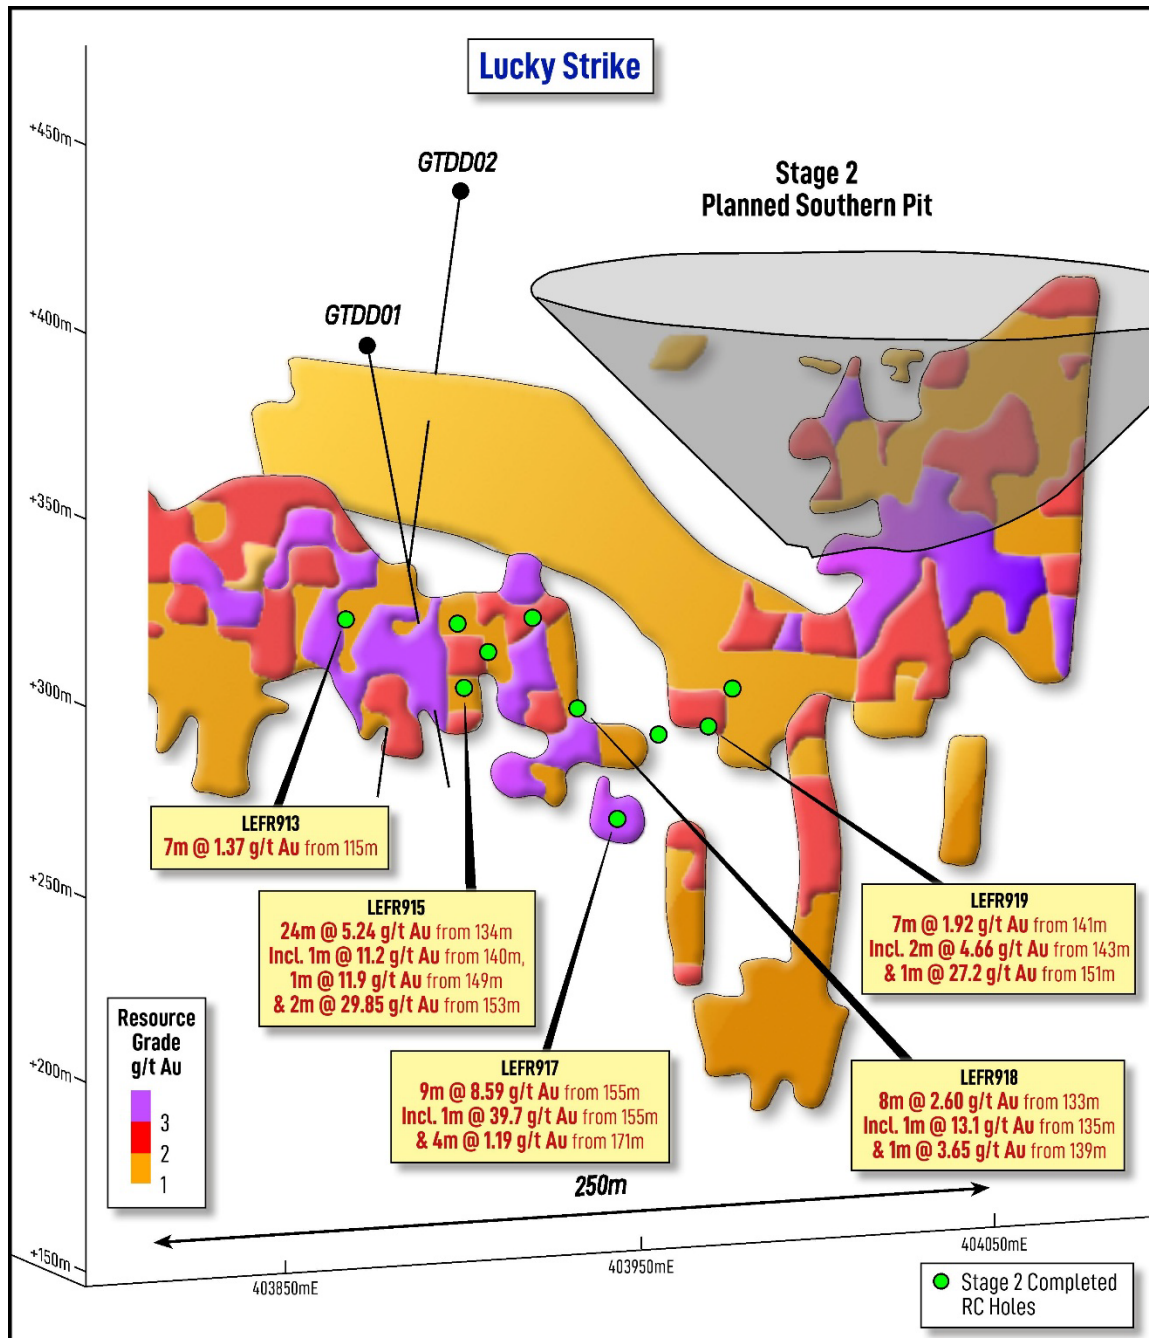 Lucky Strike
+450m
GTDD02
Stage 2
Planned Southern Pit
+400m
GTDD01
+350m
+300m
LEFR913
7m @ 1.37 g/t Au from 115m
+250m
LEFR915
24m @ 5.24 g/t Au from 134m
Incl. 1m @ 11.2 g/t Au from 140m,
1m @ 11.9 g/t Au from 149m
& 2m @ 29.85 g/t Au from 153m
LEFR919
7m @ 1.92 g/t Au from 141m
Incl. 2m @ 4.66 g/t Au from 143m
& 1m @ 27.2 g/t Au from 151m
Resource
Grade
g/t Au
3
2
1
+200m
LEFR917
9m @ 8.59 g/t Au from 155m
Incl. 1m @ 39.7 g/t Au from 155m
& 4m @ 1.19 g/t Au from 171m
LEFR918
8m @ 2.60 g/t Au from 133m
Incl. 1m @ 13.1 g/t Au from 135m
& 1m @ 3.65 g/t Au from 139m
250m
+150m
403850mE
403950mE
404050mE
Stage 2 Completed
RC Holes